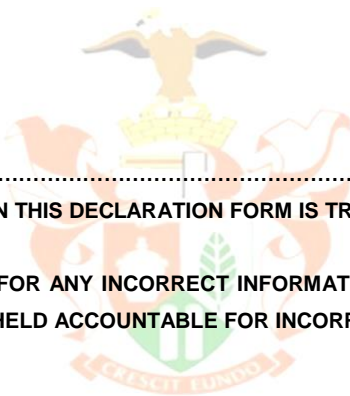 ................................................
N THIS DECLARATION FORM IS TR
FOR ANY INCORRECT INFORMAT
HELD ACCOUNTABLE FOR INCORR
CRESCIT EUNDO